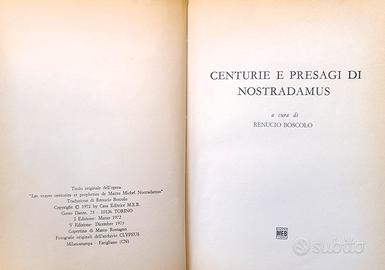 Titolo originale dell'opera:
"Les vrayes centuries et prophéties de Maître Michel Nostradamus"
Traduzione di Renucio Boscolo
Copyright © 1972 by Casa Editrice M.E.B.
Corso Dante, 73 - 10126 TORINO
I Edizione: Marzo 1972
V Edizione: Dicembre 1973
Copertina di Marco Romagna
Fotografie originali dell'archivio CLYPEUS
Milanostampa - Farigliano (CN)
CENTURIE E PRESAGI DI
NOSTRADAMUS
a cura di
RENUCIO BOSCOLO
MEB
subito